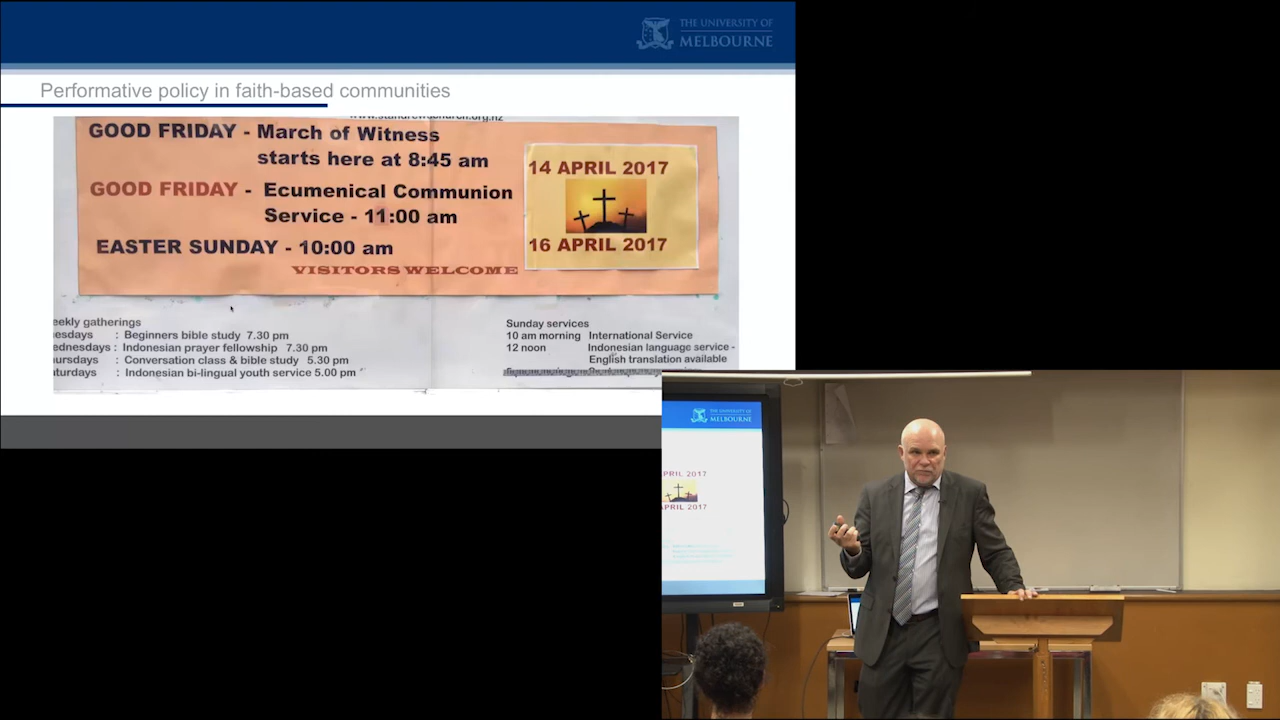 THE UNIVERSITY OF
MELBOURNE
Performative policy in faith-based communities
www.standrewschurch.org.nz
GOOD FRIDAY - March of Witness
starts here at 8:45 am
GOOD FRIDAY - Ecumenical Communion
Service - 11:00 am
EASTER SUNDAY - 10:00 am
VISITORS WELCOME
14 APRIL 2017
16 APRIL 2017
eekly gatherings
esdays : Beginners bible study 7.30 pm
ednesdays : Indonesian prayer fellowship 7.30 pm
ursdays : Conversation class & bible study 5.30 pm
turdays : Indonesian bi-lingual youth service 5.00 pm
Sunday services
10 am morning International Service
12 noon Indonesian language service -
English translation available
THE UNIVERSITY OF
MELBOURNE
PRIL 2017
APRIL 2017